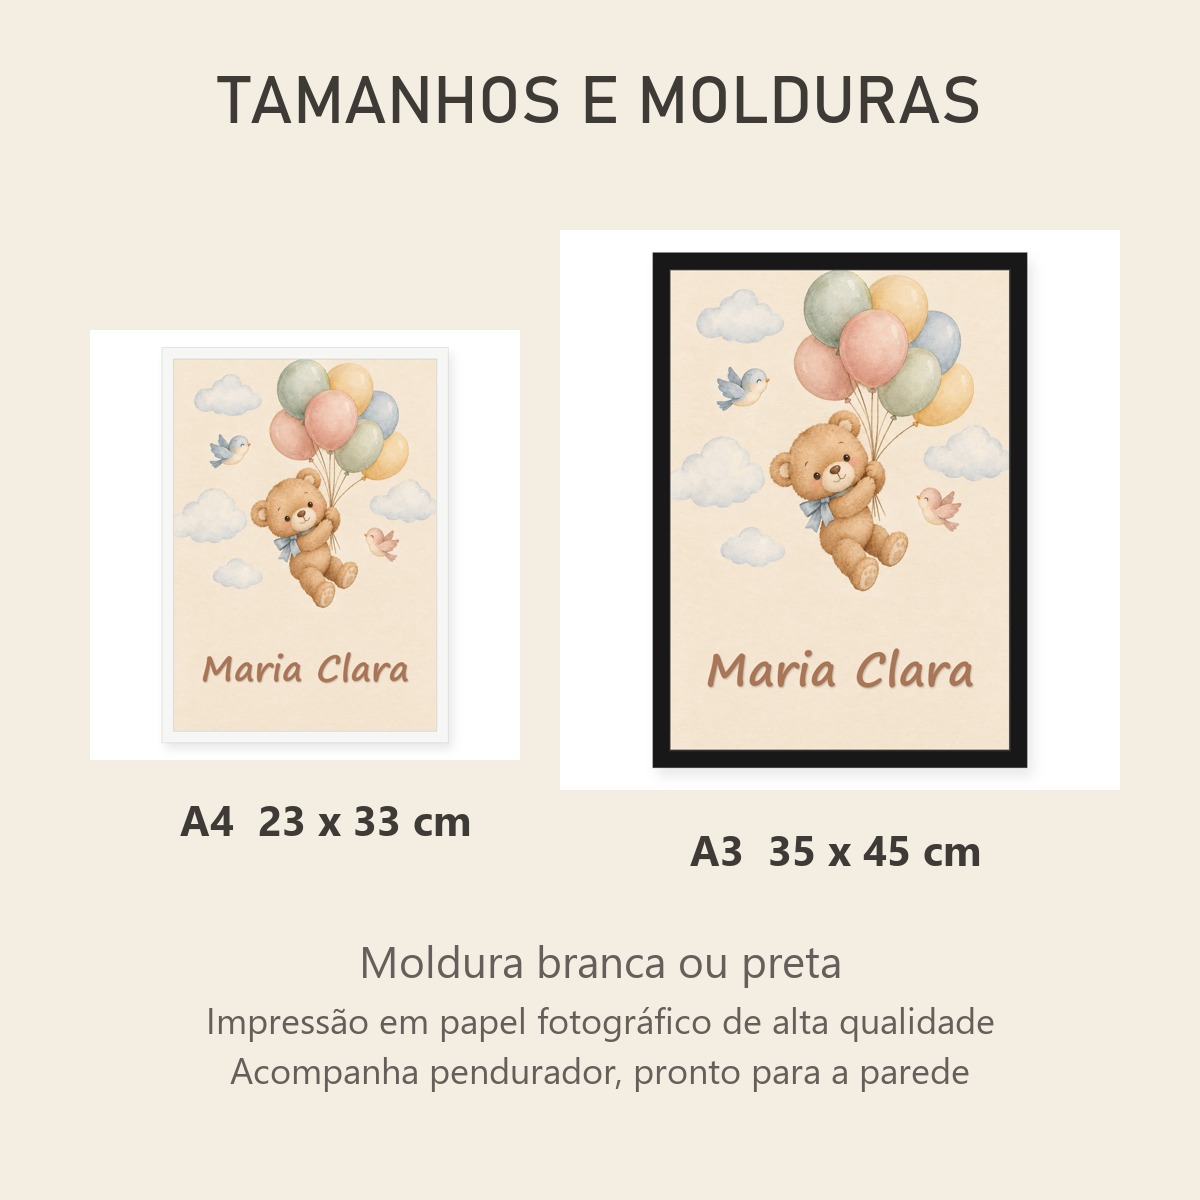 TAMANHOS E MOLDURAS
Maria Clara
Maria Clara
A4  23 x 33 cm
A3  35 x 45 cm
Moldura branca ou preta
Impressão em papel fotográfico de alta qualidade
Acompanha pendurador, pronto para a parede